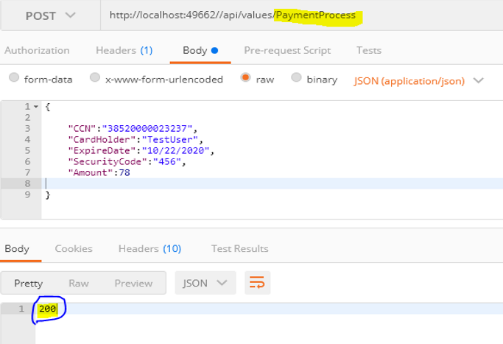 POST http://localhost:49662//api/values/PaymentProcess
Authorization Headers (1) Body Pre-request Script Tests
form-data x-www-form-urlencoded raw binary JSON (application/json)
1 {
2
3 "CCN":"38520000023237",
4 "CardHolder":"TestUser",
5 "ExpireDate":"10/22/2020",
6 "SecurityCode":"456",
7 "Amount":78
8
9 }
Body Cookies Headers (10) Test Results
Pretty Raw Preview JSON
1 200